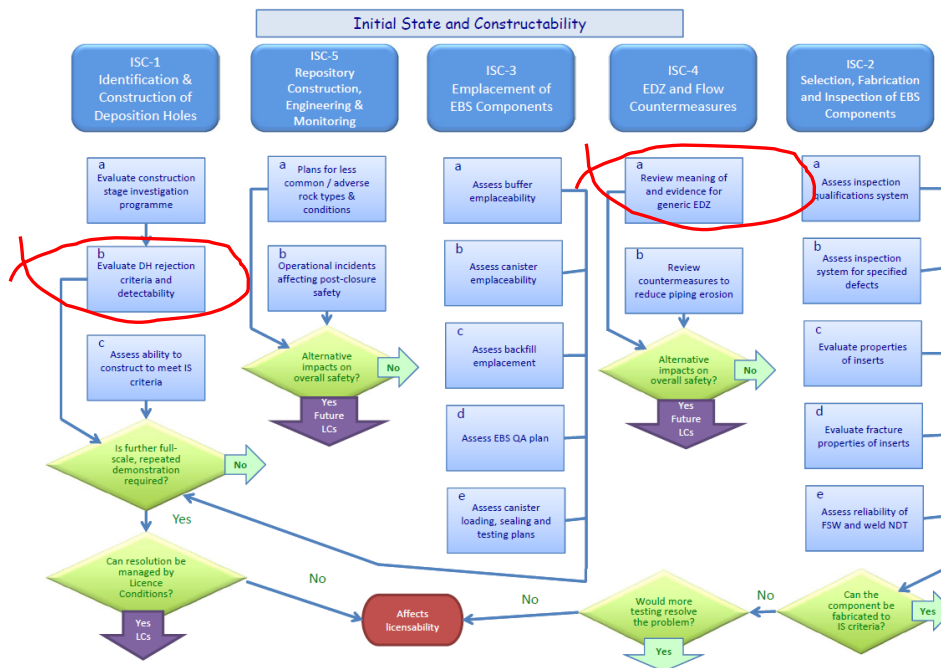 Initial State and Constructability
ISC-1
Identification &
Construction of
Deposition Holes
ISC-5
Repository
Construction,
Engineering &
Monitoring
ISC-3
Emplacement of
EBS Components
ISC-4
EDZ and Flow
Countermeasures
ISC-2
Selection, Fabrication
and Inspection of EBS
Components
a
Evaluate construction
stage investigation
programme
b
Evaluate DH rejection
criteria and
detectability
c
Assess ability to
construct to meet IS
criteria
Is further full-
scale, repeated
demonstration
required?
No
Yes
Can resolution be
managed by
Licence
Conditions?
No
Yes
LCs
a
Plans for less
common / adverse
rock types &
conditions
b
Operational incidents
affecting post-closure
safety
Alternative
impacts on
overall safety?
No
Yes
Future
LCs
a
Assess buffer
emplaceability
b
Assess canister
emplaceability
c
Assess backfill
emplacement
d
Assess EBS QA plan
e
Assess canister
loading, sealing and
testing plans
a
Review meaning of
and evidence for
generic EDZ
b
Review
countermeasures to
reduce piping erosion
Alternative
impacts on
overall safety?
No
Yes
Future
LCs
a
Assess inspection
qualifications system
b
Assess inspection
system for specified
defects
c
Evaluate properties
of inserts
d
Evaluate fracture
properties of inserts
e
Assess reliability of
FSW and weld NDT
Can the
component be
fabricated to
IS criteria?
Yes
No
Would more
testing resolve
the problem?
Yes
No
Affects
licensability